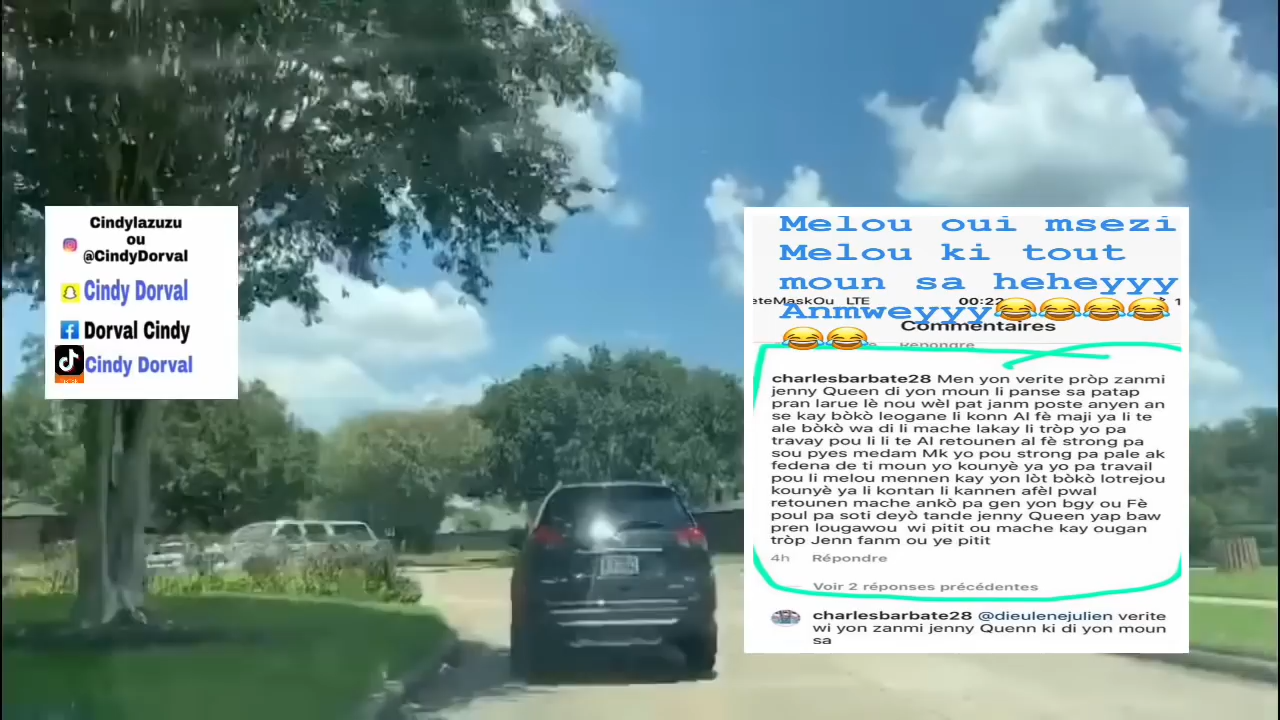 Cindylazuzu
ou
@CindyDorval
Cindy Dorval
Dorval Cindy
Cindy Dorval
Melou oui msezi
Melou ki tout
moun sa heheyyy
Anmweyyy😂😂😂😂
😂😂
eteMaskOu LTE 00:22
Commentaires
Répondre
charlesbarbate28 Men yon verite pròp zanmi
jenny Queen di yon moun li panse sa patap
pran larue lè nou wèl pat janm poste anyen an
se kay bòkò leogane li konn Al fè maji ya li te
ale bòkò wa di li mache lakay li tròp yo pa
travay pou li li te Al retounen al fè strong pa
sou pyes medam Mk yo pou strong pa pale ak
fedena de ti moun yo kounyè ya yo pa travail
pou li melou mennen kay yon lòt bòkò lotrejou
kounyè ya li kontan li kannen afèl pwal
retounen mache ankò pa gen yon bgy ou Fè
poul pa soti deyò tande jenny Queen yap baw
pren lougawou wi pitit ou mache kay ougan
tròp Jenn fanm ou ye pitit
4h Répondre
Voir 2 réponses précédentes
charlesbarbate28 @dieulenejulien verite
wi yon zanmi jenny Quenn ki di yon moun
sa